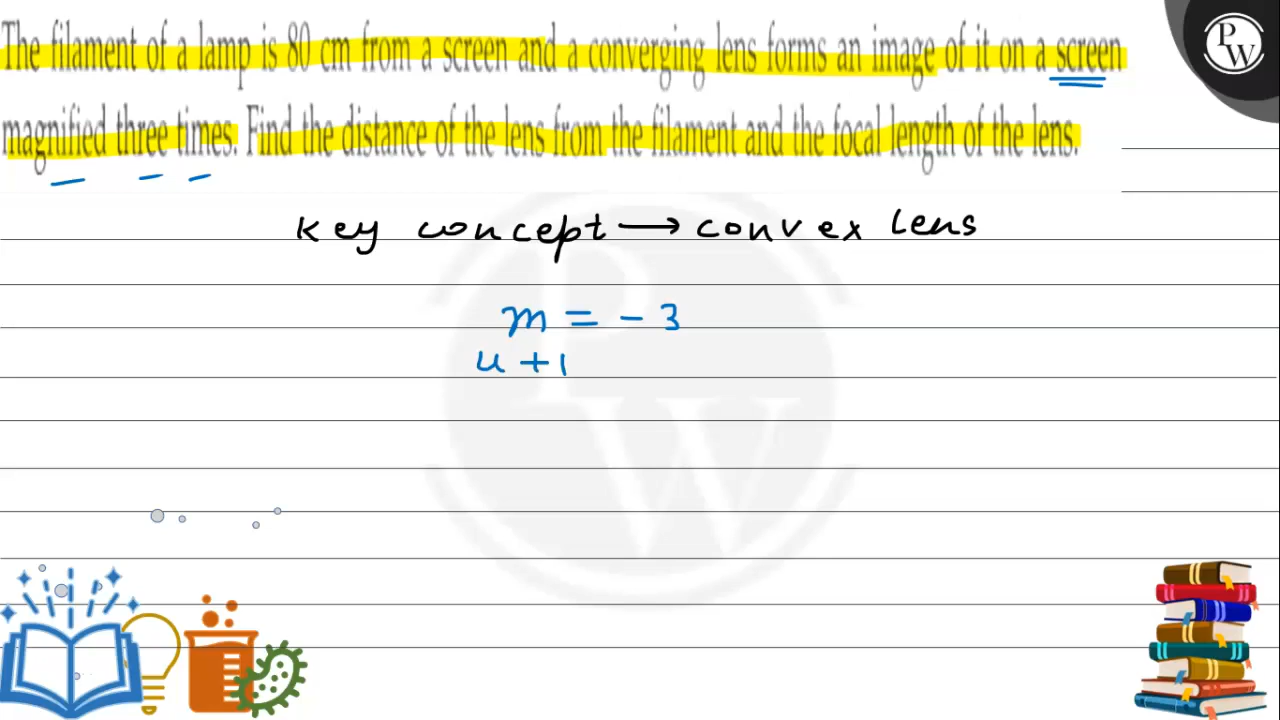 The filament of a lamp is 80 cm from a screen and a converging lens forms an image of it on a screen
magnified three times. Find the distance of the lens from the filament and the focal length of the lens.
key concept → convex lens
m = - 3
u + 1
PW